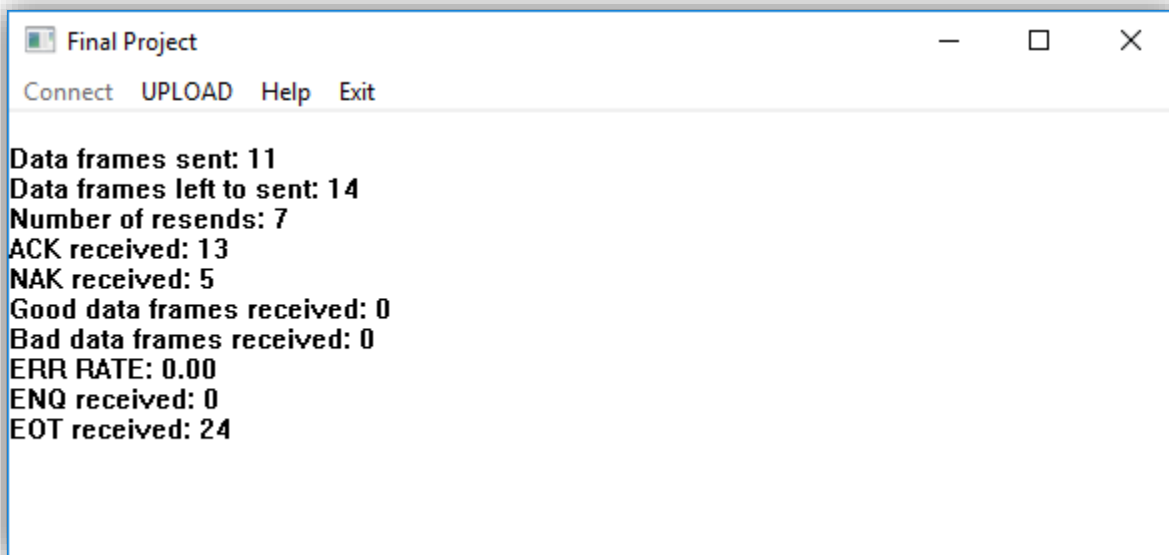 Final Project
Connect UPLOAD Help Exit
Data frames sent: 11
Data frames left to sent: 14
Number of resends: 7
ACK received: 13
NAK received: 5
Good data frames received: 0
Bad data frames received: 0
ERR RATE: 0.00
ENQ received: 0
EOT received: 24